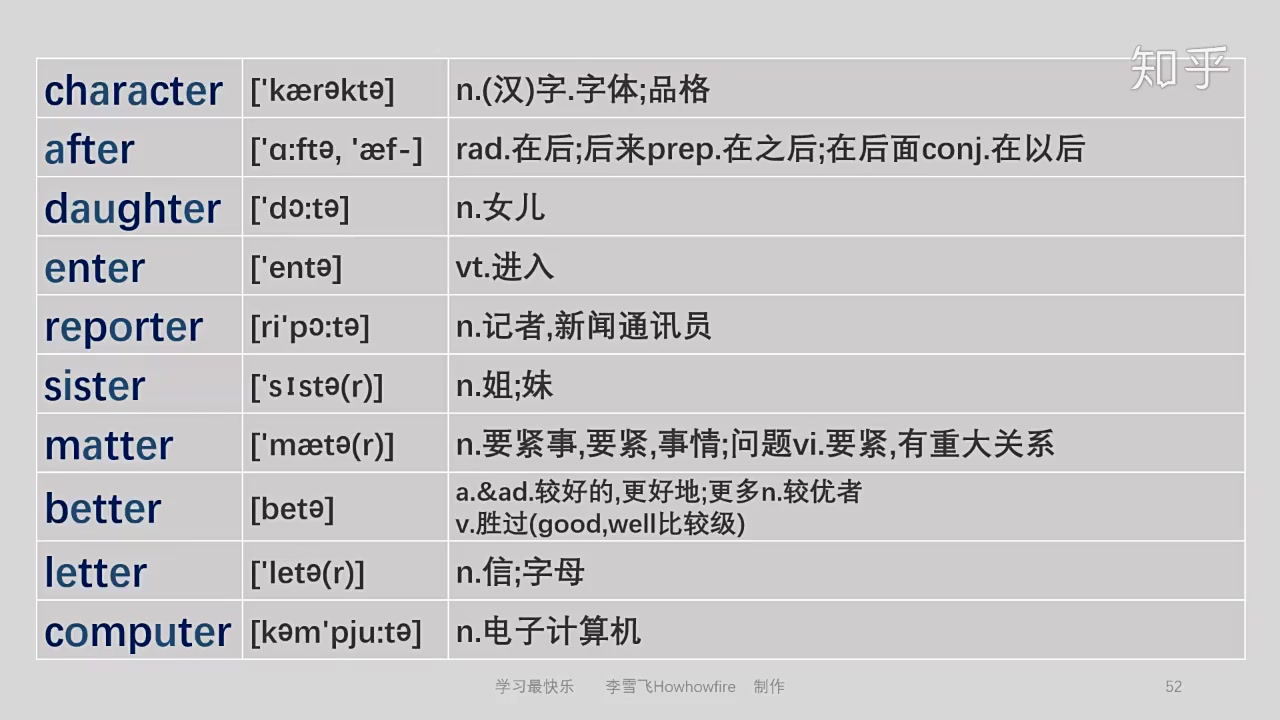 知乎
character ['kærəktə] n.(汉)字.字体;品格
after ['ɑ:ftə, 'æf-] rad.在后;后来prep.在之后;在后面conj.在以后
daughter ['dɔ:tə] n.女儿
enter ['entə] vt.进入
reporter [ri'pɔ:tə] n.记者,新闻通讯员
sister ['sɪstə(r)] n.姐;妹
matter ['mætə(r)] n.要紧事,要紧,事情;问题vi.要紧,有重大关系
better [betə] a.&ad.较好的,更好地;更多n.较优者
v.胜过(good,well比较级)
letter ['letə(r)] n.信;字母
computer [kəm'pju:tə] n.电子计算机
学习最快乐 李雪飞Howhowfire 制作 52